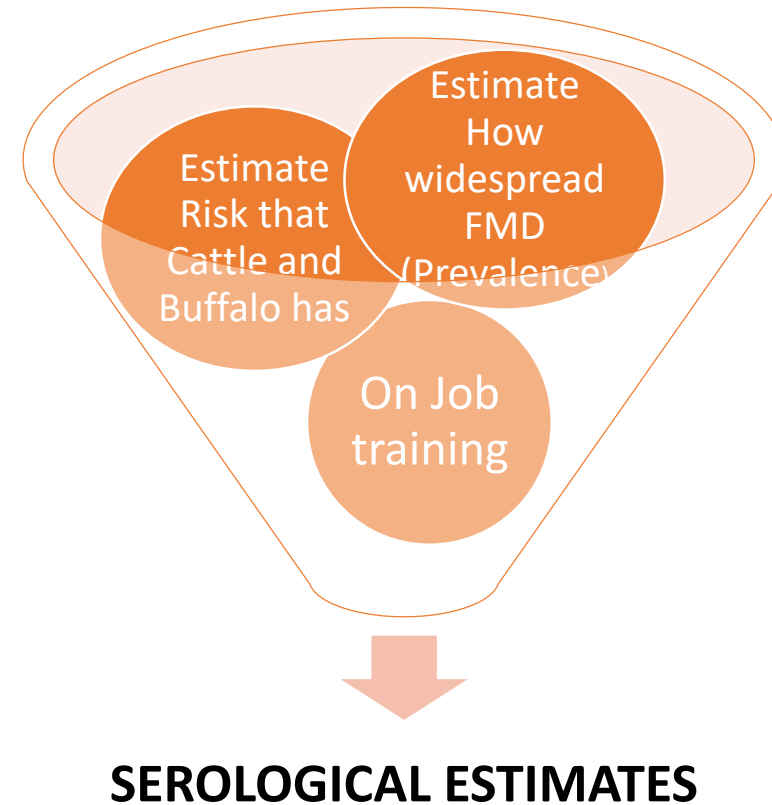 Estimate
Risk that
Cattle and
Buffalo has
Estimate
How
widespread
FMD
(Prevalence)
On Job
training
SEROLOGICAL ESTIMATES